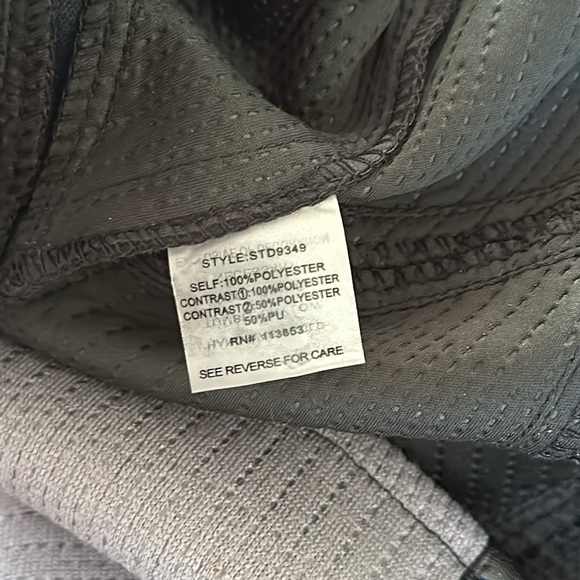 STYLE:STD9349
SELF:100%POLYESTER
CONTRAST①:100%POLYESTER
CONTRAST②:50%POLYESTER
50%PU
RN# 113853
SEE REVERSE FOR CARE